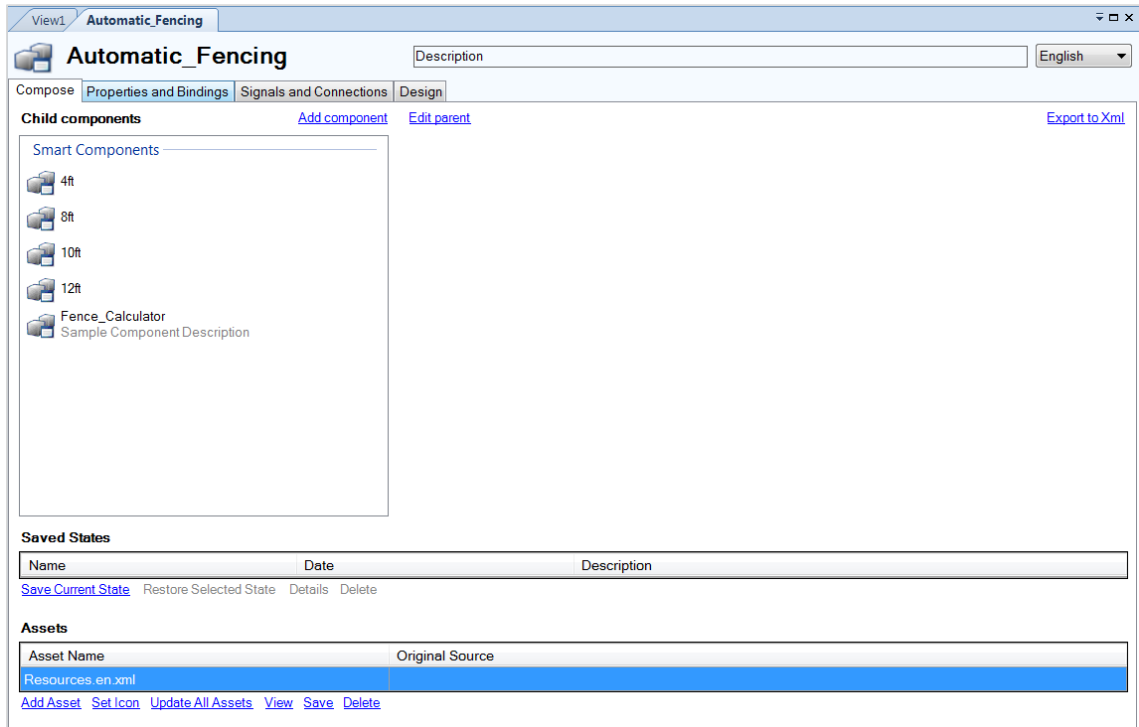 View1 Automatic_Fencing
Automatic_Fencing Description English
Compose Properties and Bindings Signals and Connections Design
Child components Add component Edit parent Export to Xml
Smart Components
4ft
8ft
10ft
12ft
Fence_Calculator
Sample Component Description
Saved States
Name Date Description
Save Current State Restore Selected State Details Delete
Assets
Asset Name Original Source
Resources.en.xml
Add Asset Set Icon Update All Assets View Save Delete